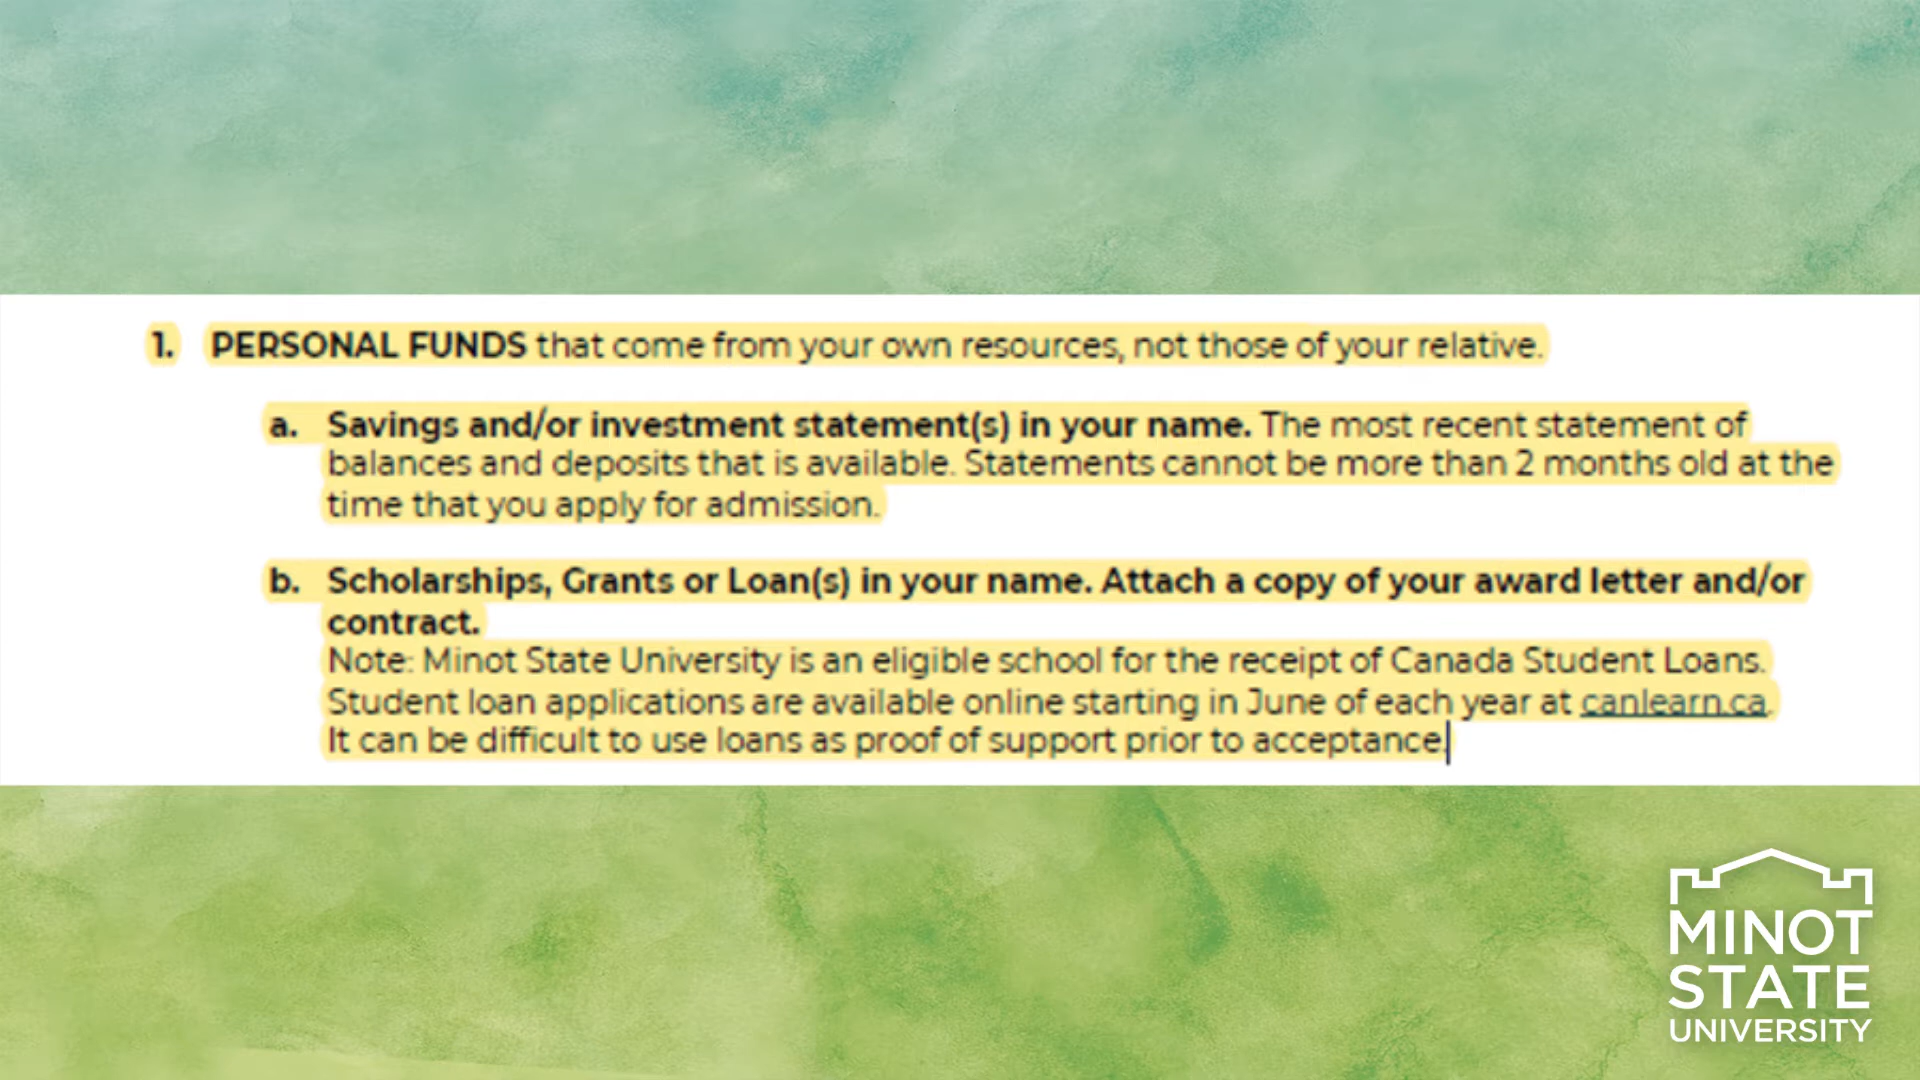 1. PERSONAL FUNDS that come from your own resources, not those of your relative.
a. Savings and/or investment statement(s) in your name. The most recent statement of
balances and deposits that is available. Statements cannot be more than 2 months old at the
time that you apply for admission.
b. Scholarships, Grants or Loan(s) in your name. Attach a copy of your award letter and/or
contract.
Note: Minot State University is an eligible school for the receipt of Canada Student Loans.
Student loan applications are available online starting in June of each year at canlearn.ca.
It can be difficult to use loans as proof of support prior to acceptance.
MINOT
STATE
UNIVERSITY